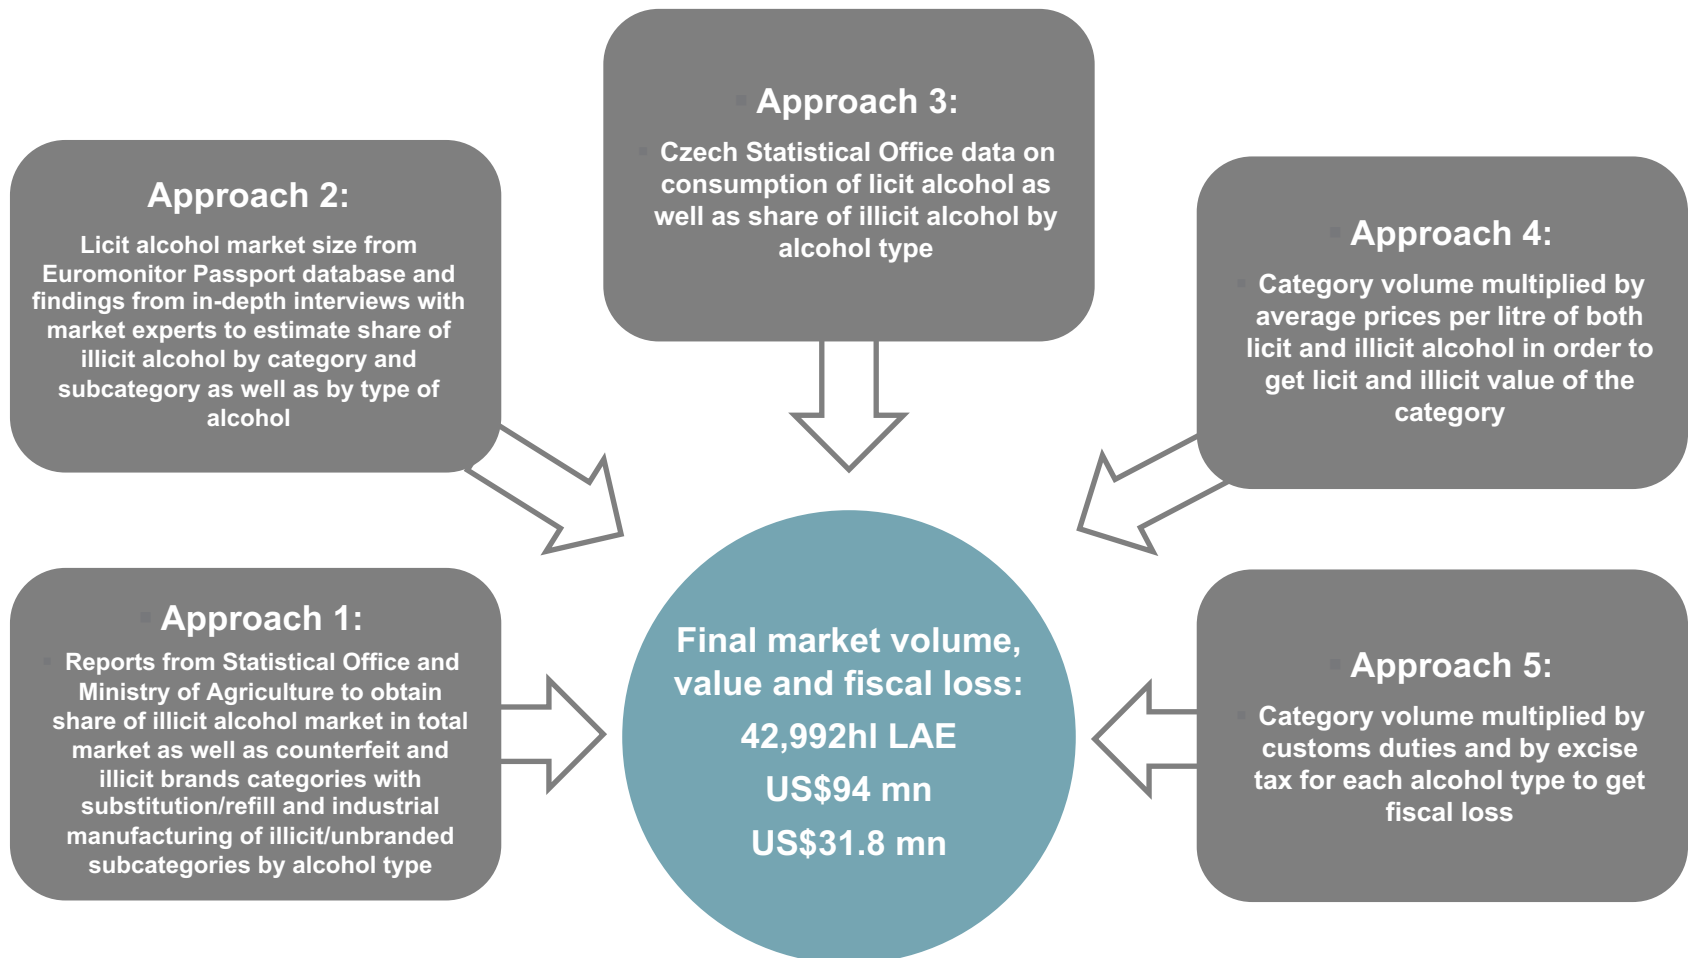 Approach 3:
Czech Statistical Office data on
consumption of licit alcohol as
well as share of illicit alcohol by
alcohol type
Approach 2:
Licit alcohol market size from
Euromonitor Passport database and
findings from in-depth interviews with
market experts to estimate share of
illicit alcohol by category and
subcategory as well as by type of
alcohol
Approach 4:
Category volume multiplied by
average prices per litre of both
licit and illicit alcohol in order to
get licit and illicit value of the
category
Approach 1:
Reports from Statistical Office and
Ministry of Agriculture to obtain
share of illicit alcohol market in total
market as well as counterfeit and
illicit brands categories with
substitution/refill and industrial
manufacturing of illicit/unbranded
subcategories by alcohol type
Final market volume,
value and fiscal loss:
42,992hl LAE
US$94 mn
US$31.8 mn
Approach 5:
Category volume multiplied by
customs duties and by excise
tax for each alcohol type to get
fiscal loss